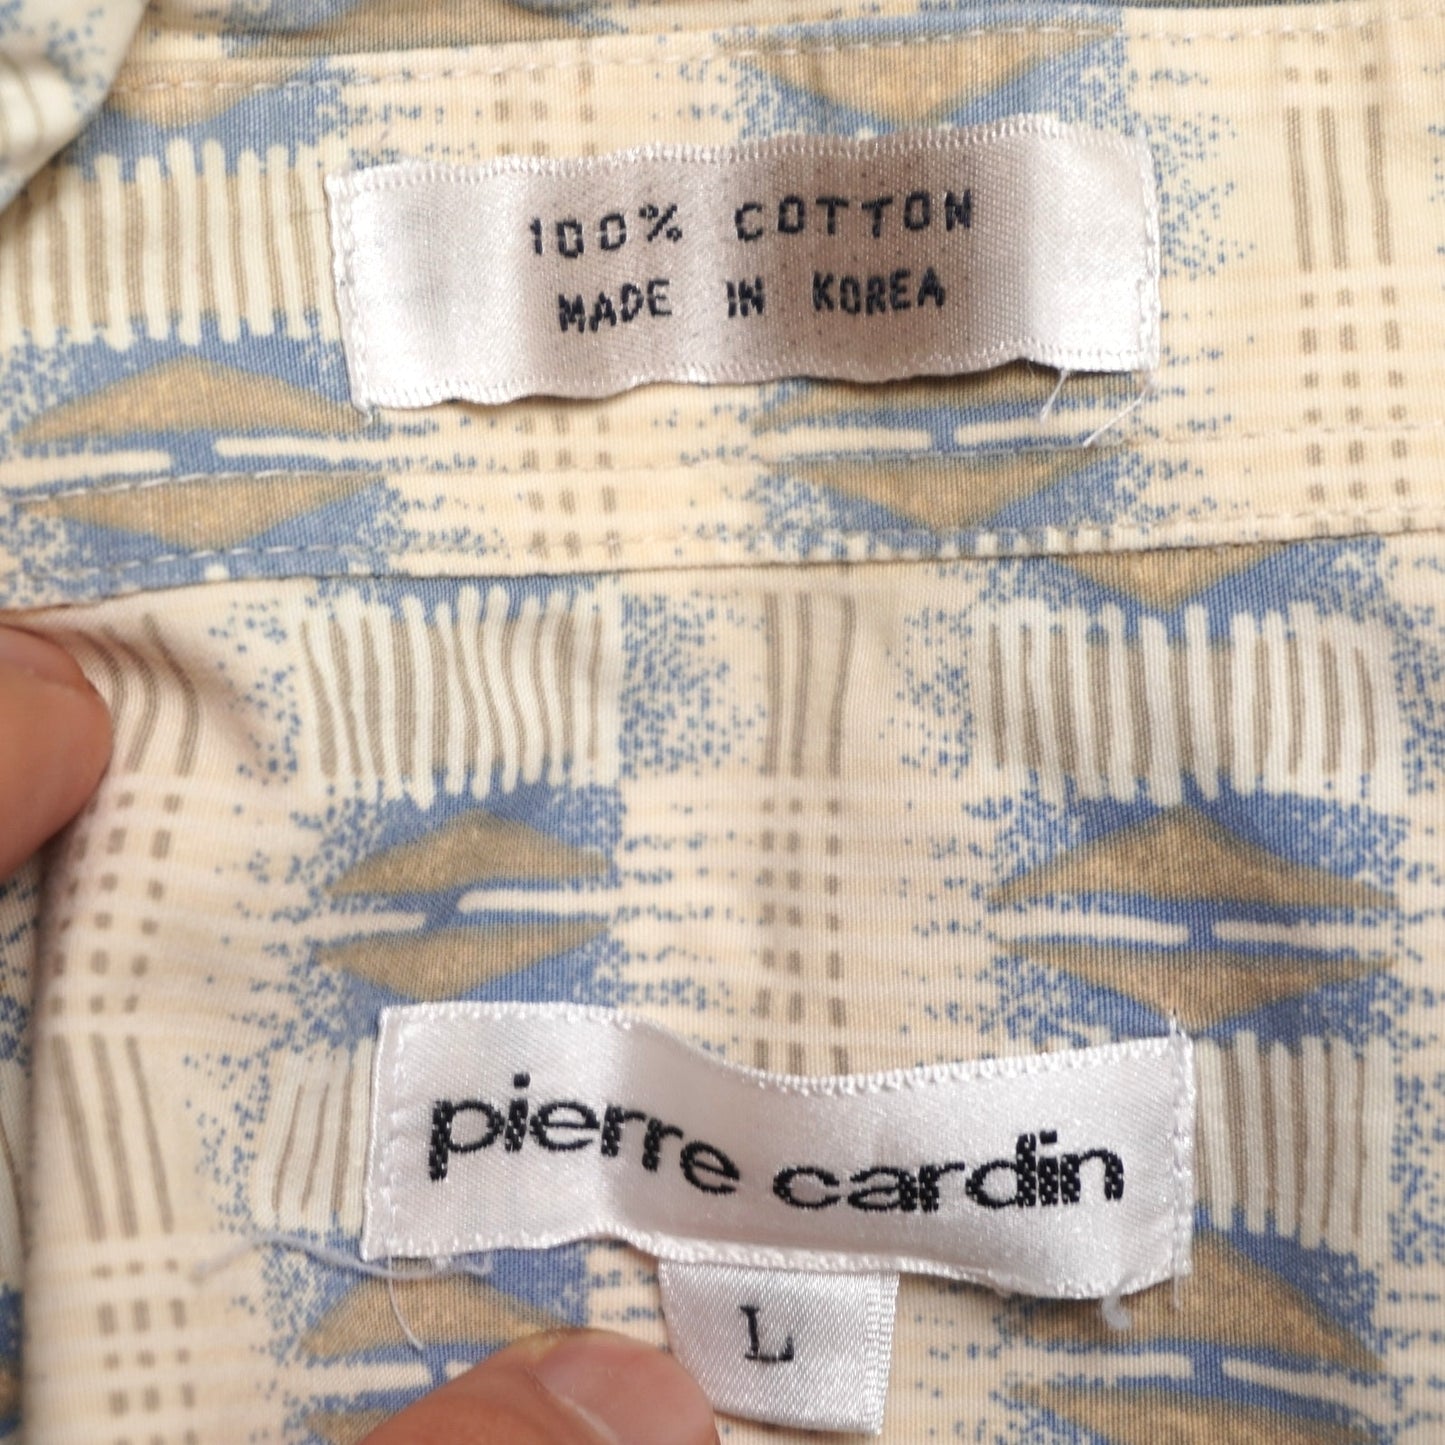 100% COTTON
MADE IN KOREA
pierre cardin
L